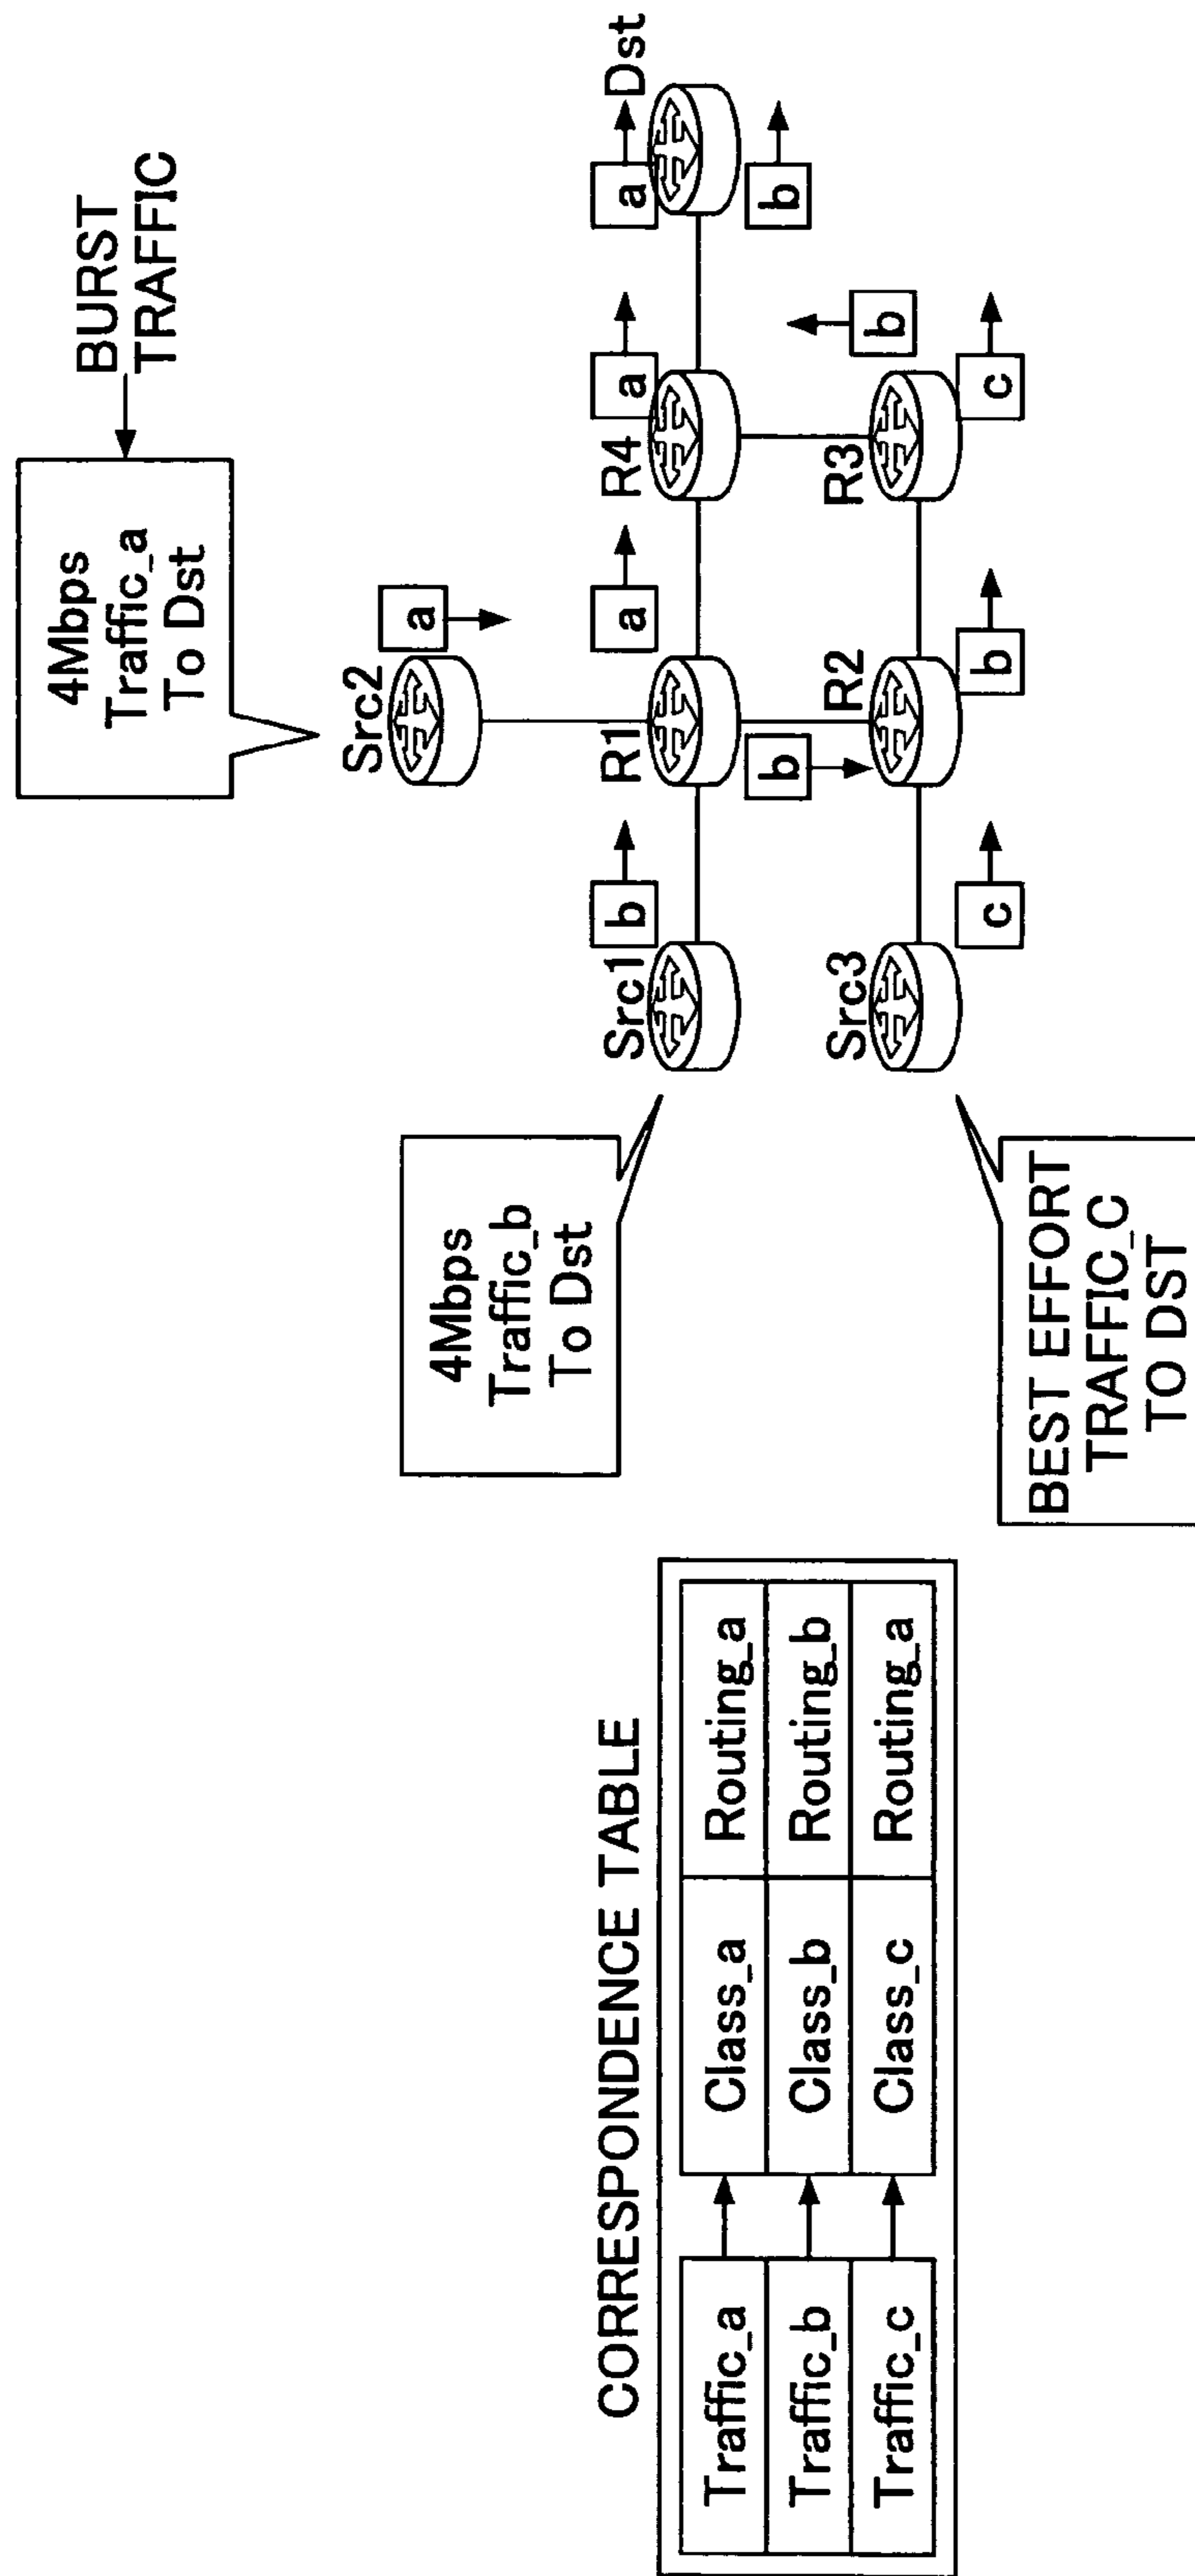 BURST
TRAFFIC
4Mbps
Traffic_a
To Dst
Src2
a
4Mbps
Traffic_b
To Dst
Src1
b
R1
a
R4
a
a
Dst
b
b
b
Src3
c
R2
b
R3
c
BEST EFFORT
TRAFFIC_C
TO DST
CORRESPONDENCE TABLE
Traffic_a
Class_a
Routing_a
Traffic_b
Class_b
Routing_b
Traffic_c
Class_c
Routing_a